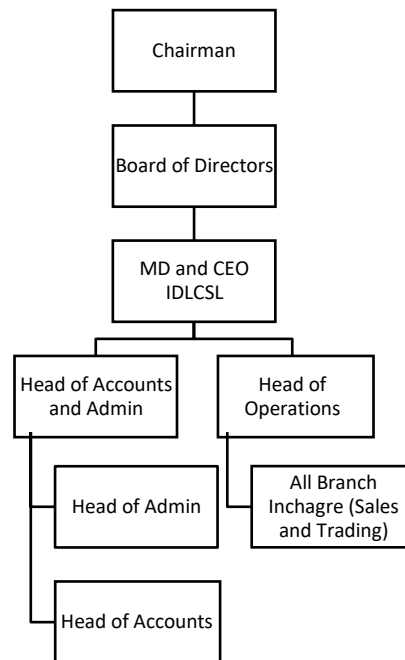 Chairman
Board of Directors
MD and CEO
IDLCSL
Head of Accounts
and Admin
Head of
Operations
Head of Admin
All Branch
Inchagre (Sales
and Trading)
Head of Accounts